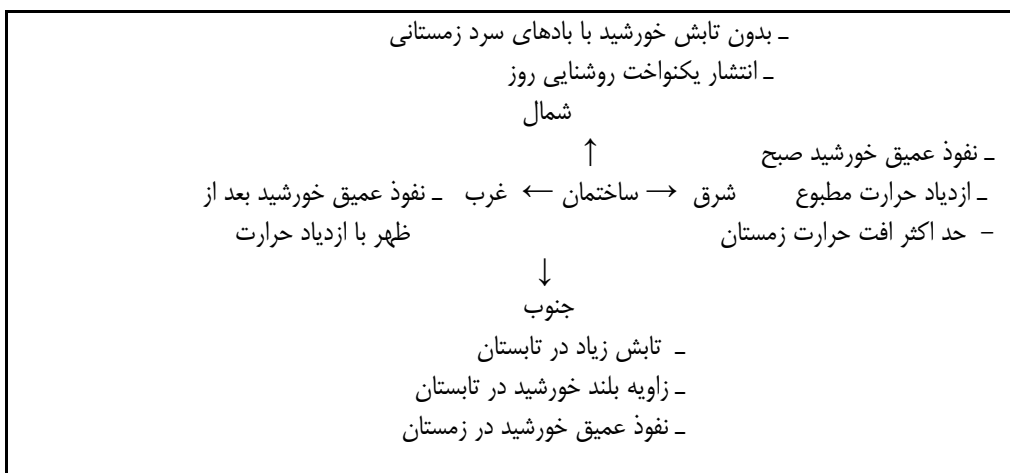 ـ بدون تابش خورشید با بادهای سرد زمستانی
ـ انتشار یکنواخت روشنایی روز
شمال
ـ نفوذ عمیق خورشید صبح ↑
ـ ازدیاد حرارت مطبوع شرق → ساختمان ← غرب ـ نفوذ عمیق خورشید بعد از
– حد اکثر افت حرارت زمستان ظهر با ازدیاد حرارت
↓
جنوب
ـ تابش زیاد در تابستان
ـ زاویه بلند خورشید در تابستان
ـ نفوذ عمیق خورشید در زمستان